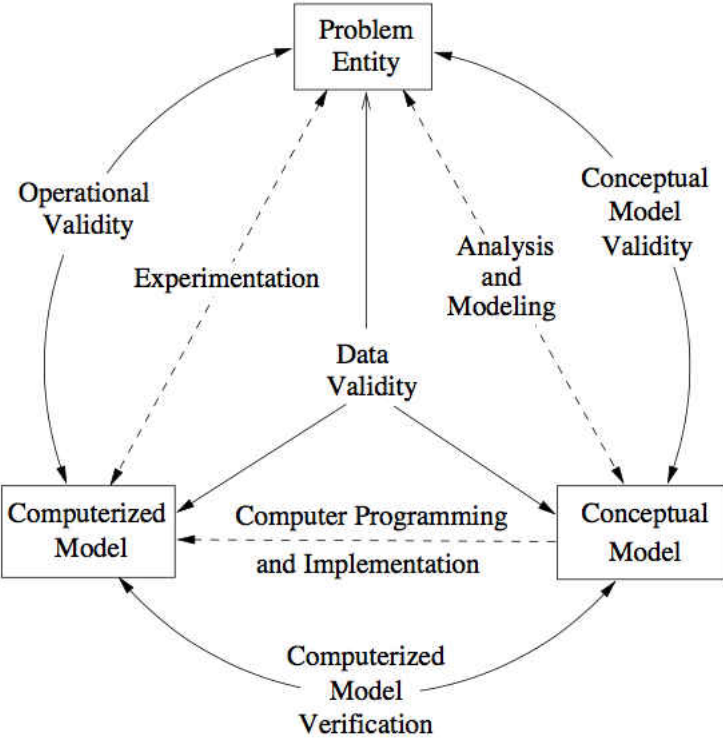 Problem
Entity
Operational
Validity
Conceptual
Model
Validity
Experimentation
Analysis
and
Modeling
Data
Validity
Computerized
Model
Computer Programming
and Implementation
Conceptual
Model
Computerized
Model
Verification